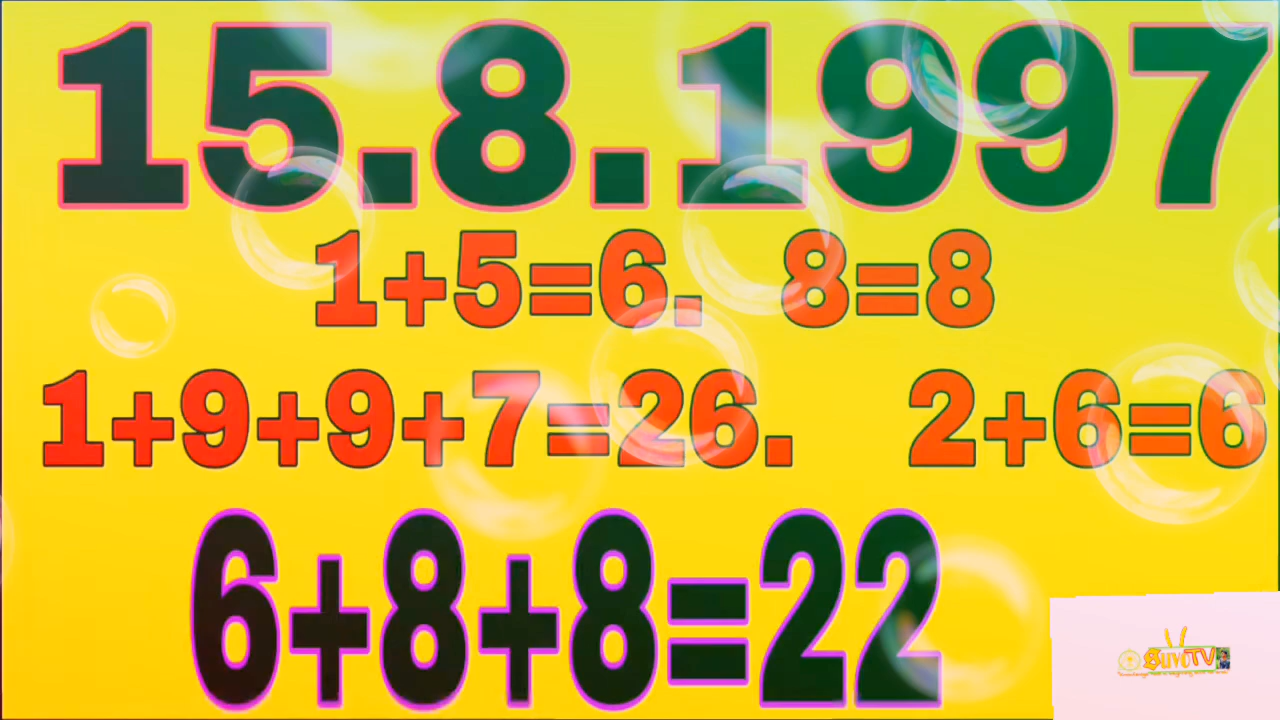 15.8.1997
1+5=6. 8=8
1+9+9+7=26. 2+6=6
6+8+8=22
SuvoTV